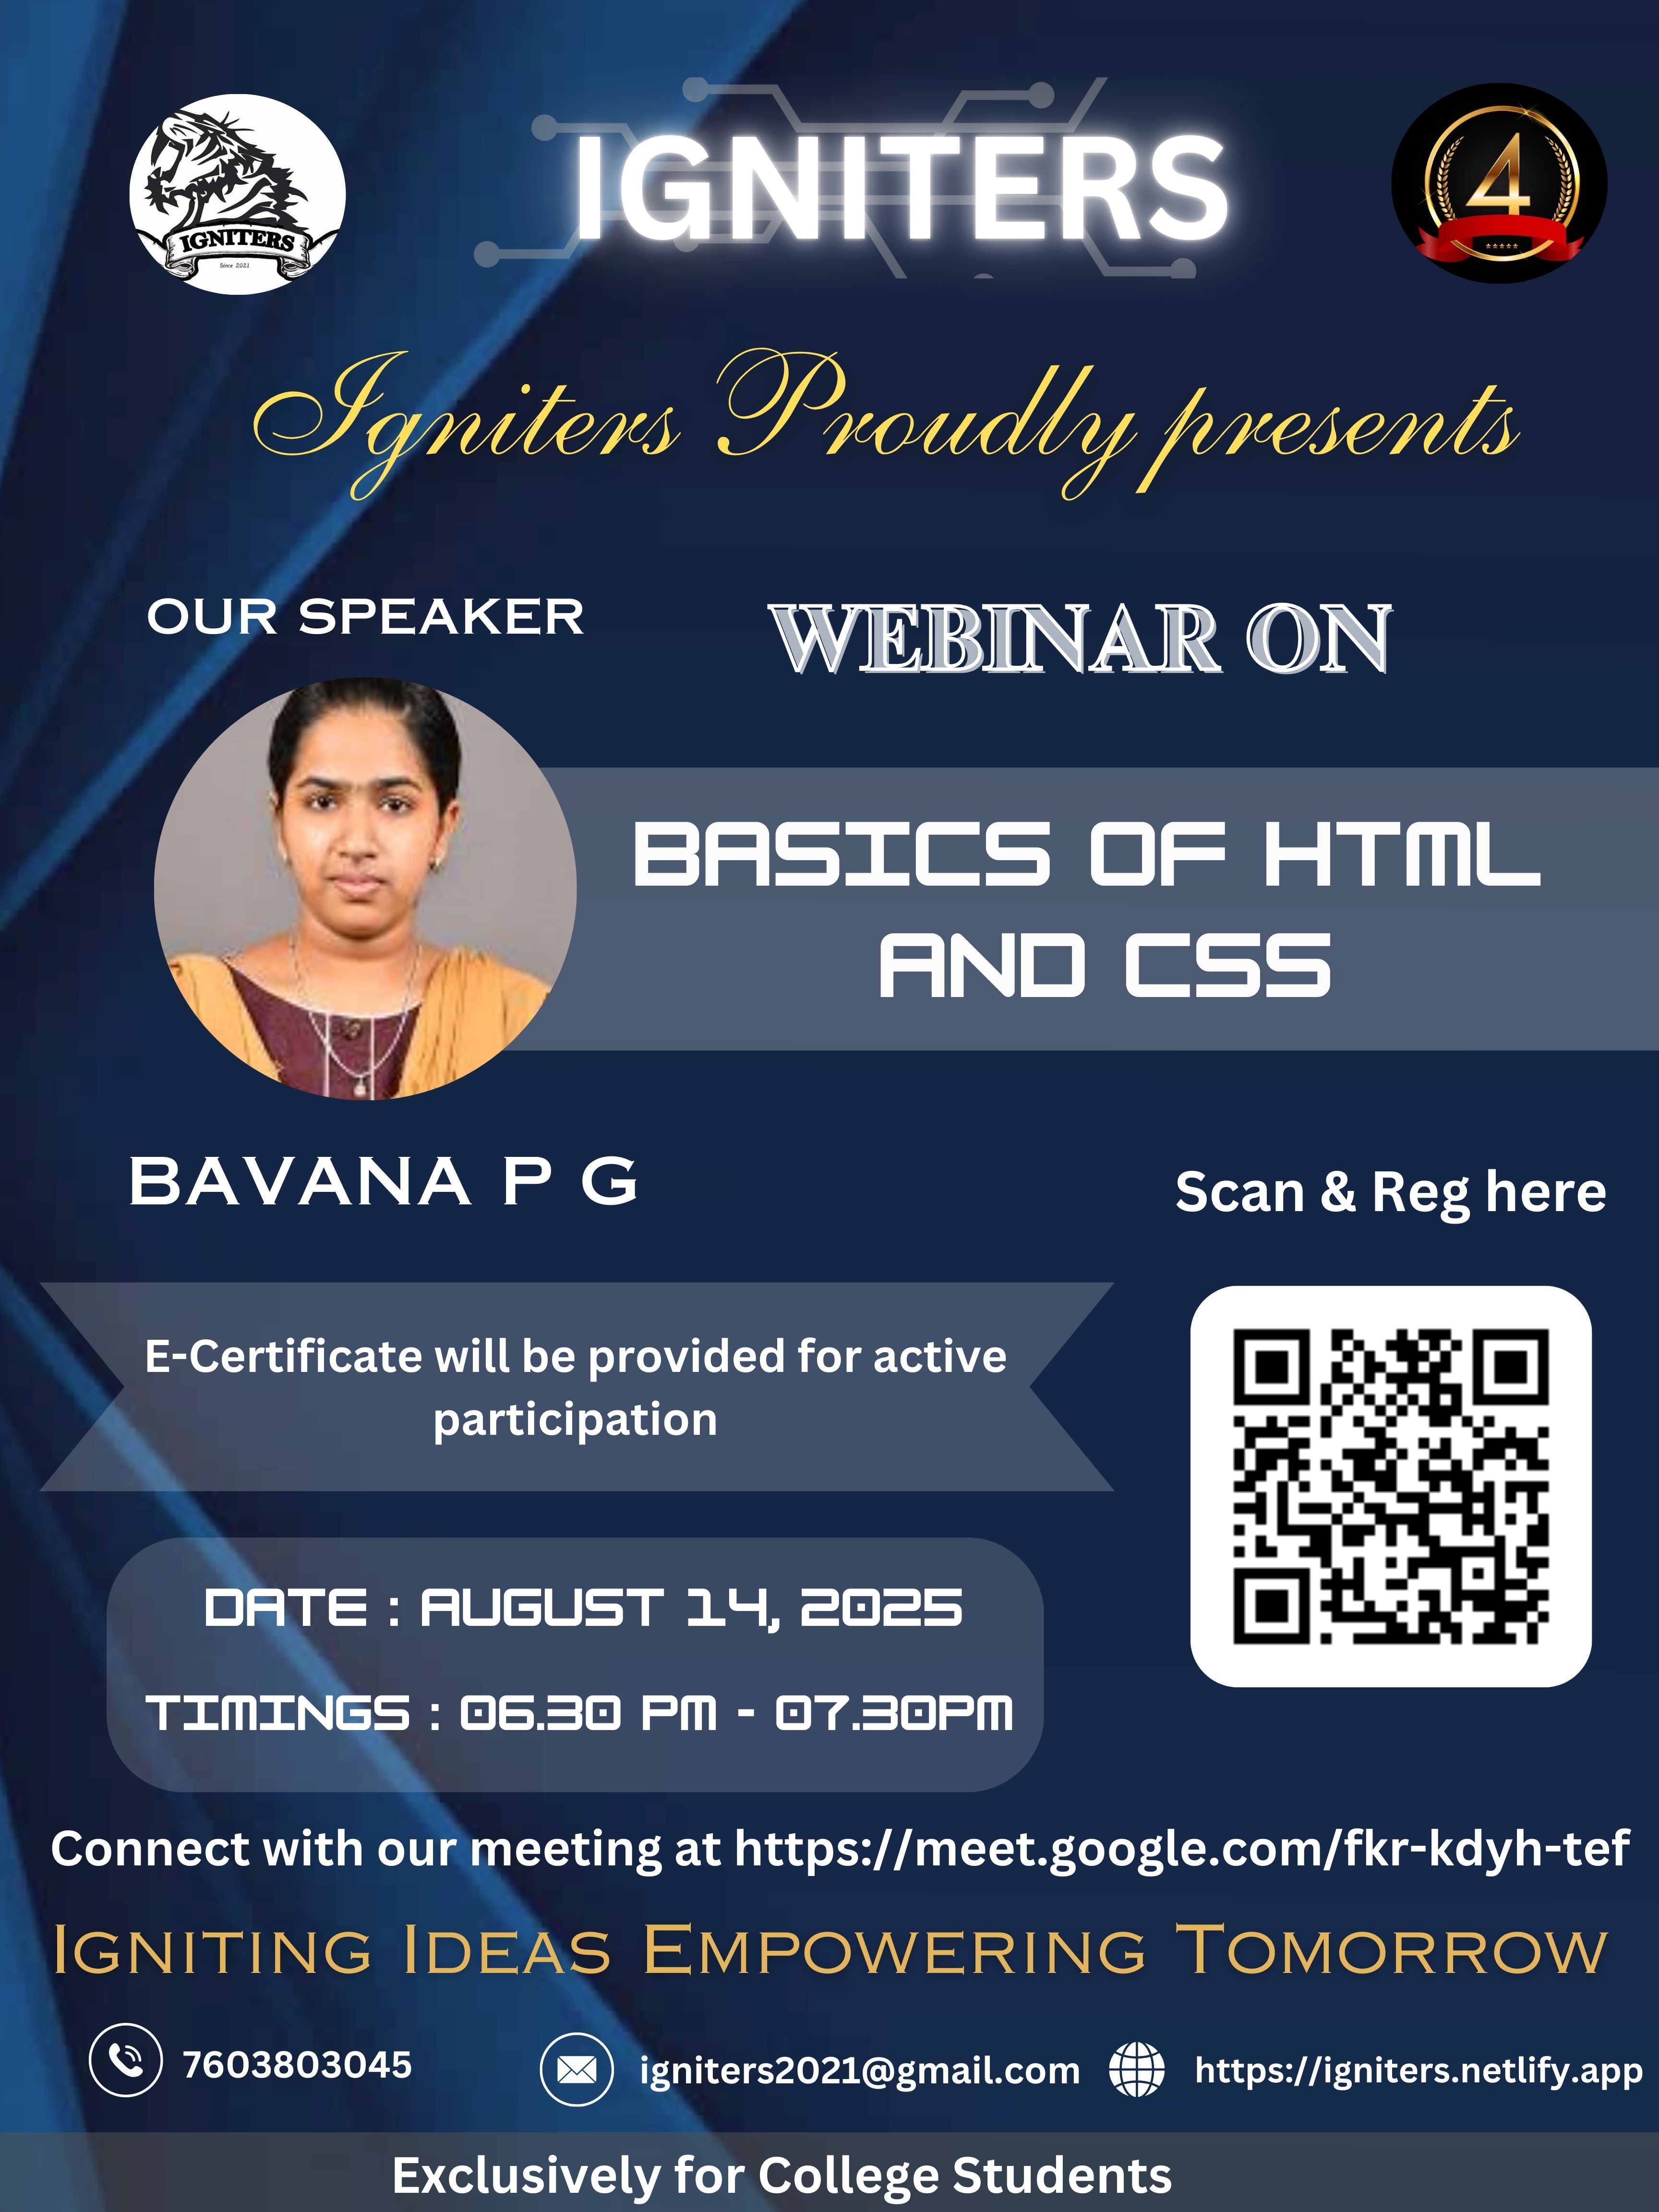 IGNITERS
IGNITERS
Since 2021
4
Igniters Proudly presents
OUR SPEAKER
WEBINAR ON
BASICS OF HTML
AND CSS
BAVANA P G
Scan & Reg here
E-Certificate will be provided for active
participation
DATE : AUGUST 14, 2025
TIMINGS : 06.30 PM - 07.30PM
Connect with our meeting at https://meet.google.com/fkr-kdyh-tef
IGNITING IDEAS EMPOWERING TOMORROW
7603803045
igniters2021@gmail.com
https://igniters.netlify.app
Exclusively for College Students